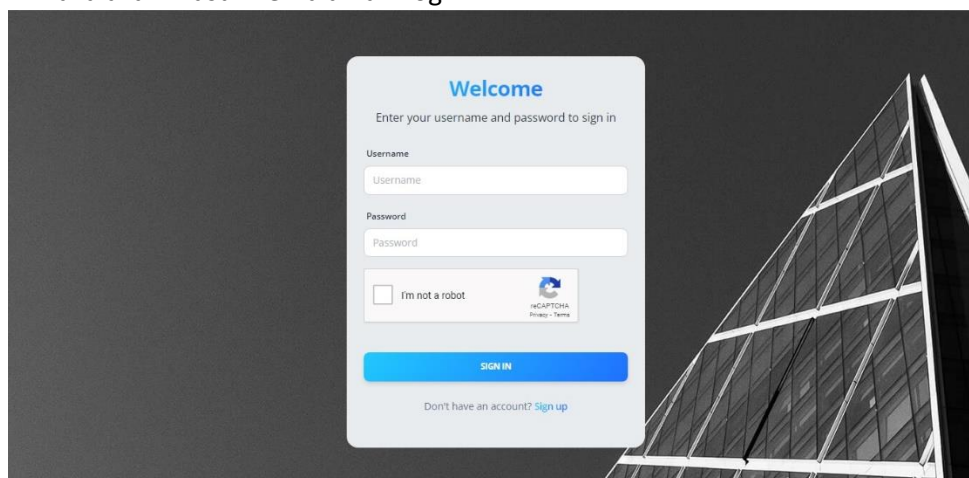 Welcome
Enter your username and password to sign in
Username
Username
Password
Password
I'm not a robot
reCAPTCHA
Privacy - Terms
SIGN IN
Don't have an account? Sign up